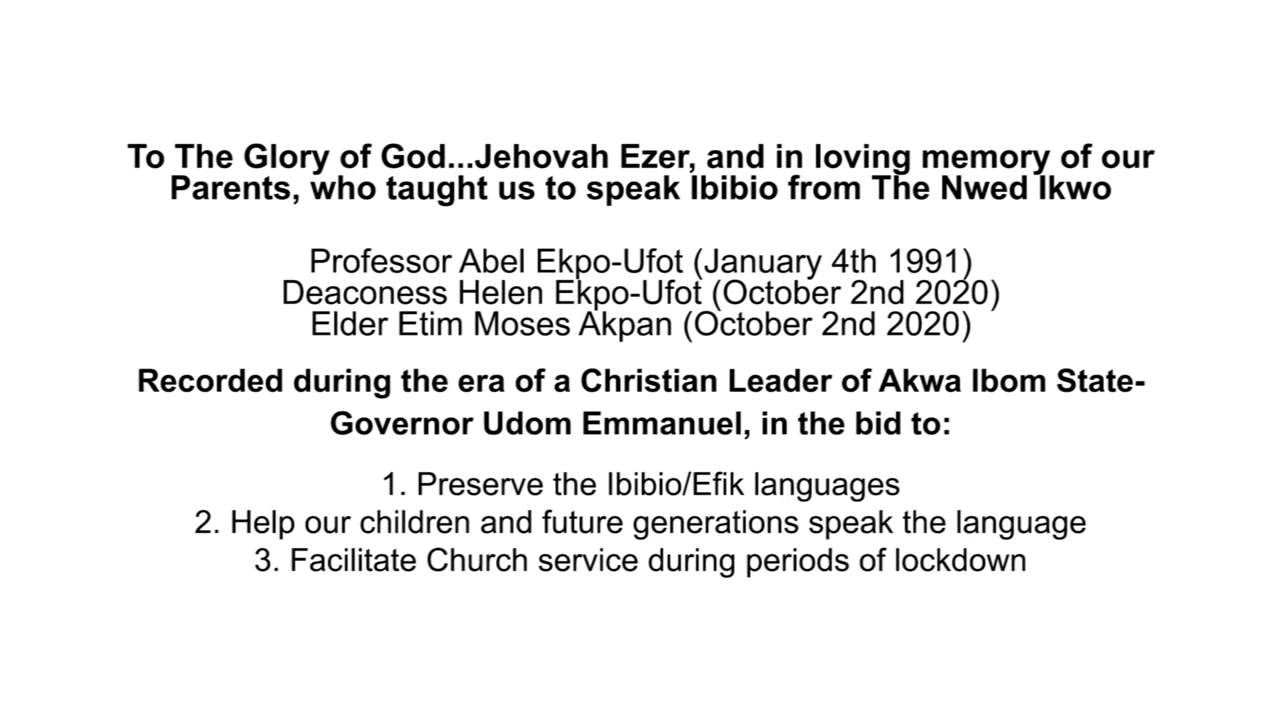 To The Glory of God...Jehovah Ezer, and in loving memory of our
Parents, who taught us to speak Ibibio from The Nwed Ikwo
Professor Abel Ekpo-Ufot (January 4th 1991)
Deaconess Helen Ekpo-Ufot (October 2nd 2020)
Elder Etim Moses Akpan (October 2nd 2020)
Recorded during the era of a Christian Leader of Akwa Ibom State-
Governor Udom Emmanuel, in the bid to:
1. Preserve the Ibibio/Efik languages
2. Help our children and future generations speak the language
3. Facilitate Church service during periods of lockdown